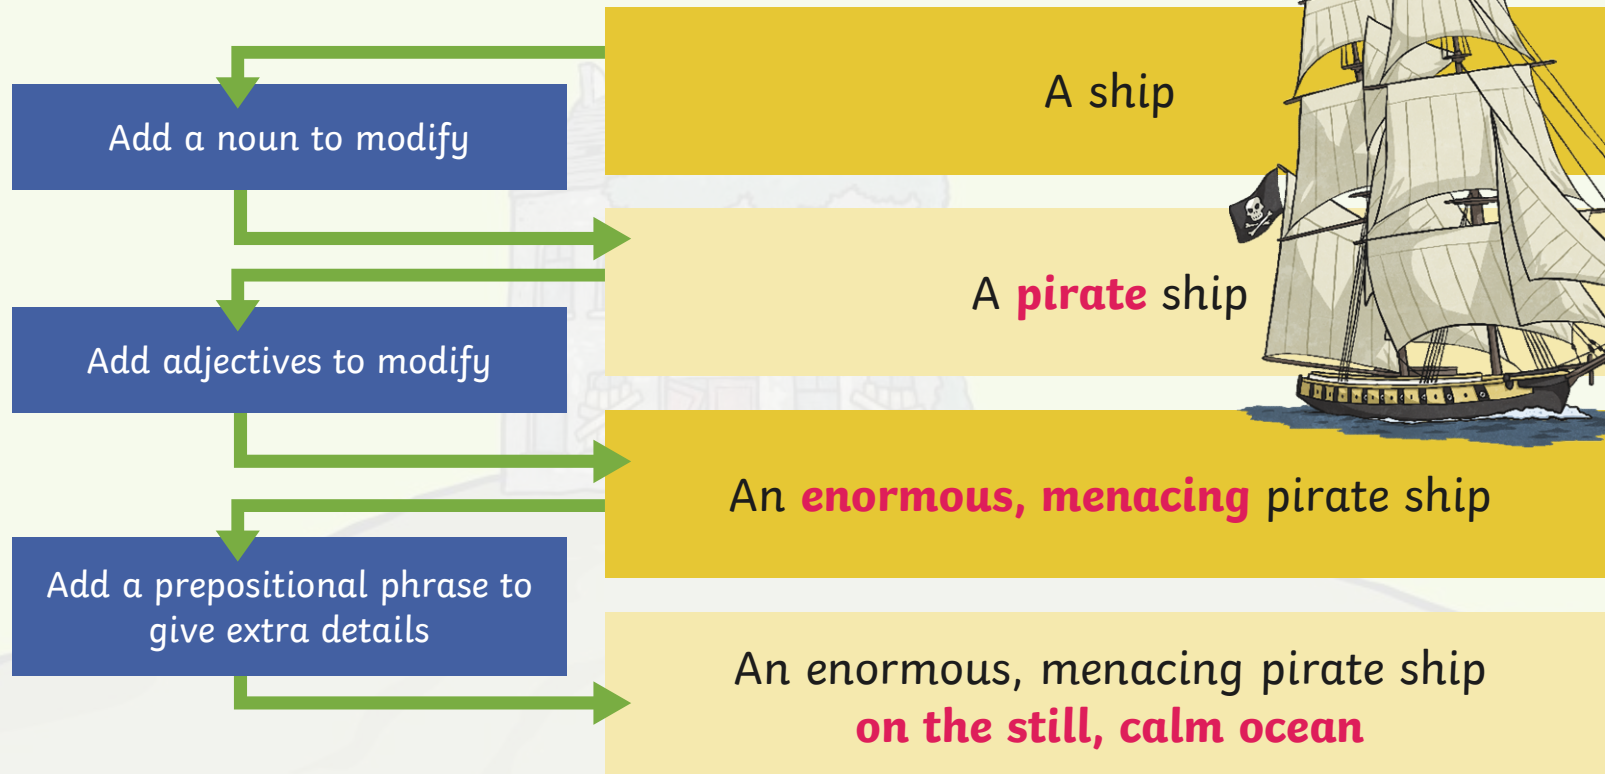 A ship
Add a noun to modify
A pirate ship
Add adjectives to modify
An enormous, menacing pirate ship
Add a prepositional phrase to
give extra details
An enormous, menacing pirate ship
on the still, calm ocean